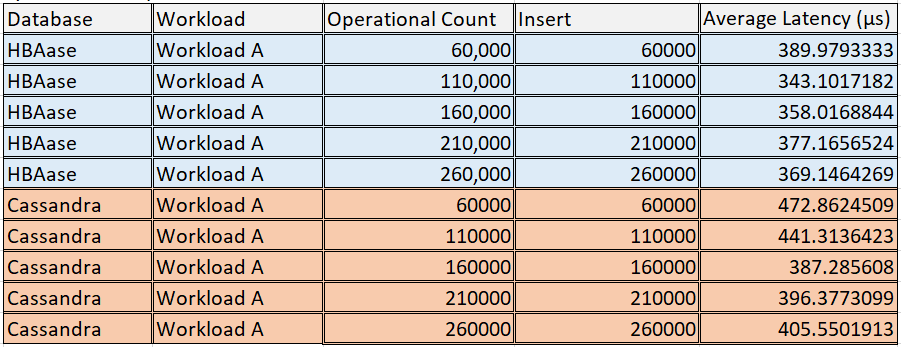 Database Workload Operational Count Insert Average Latency (µs)
HBAase Workload A 60,000 60000 389.9793333
HBAase Workload A 110,000 110000 343.1017182
HBAase Workload A 160,000 160000 358.0168844
HBAase Workload A 210,000 210000 377.1656524
HBAase Workload A 260,000 260000 369.1464269
Cassandra Workload A 60000 60000 472.8624509
Cassandra Workload A 110000 110000 441.3136423
Cassandra Workload A 160000 160000 387.285608
Cassandra Workload A 210000 210000 396.3773099
Cassandra Workload A 260000 260000 405.5501913